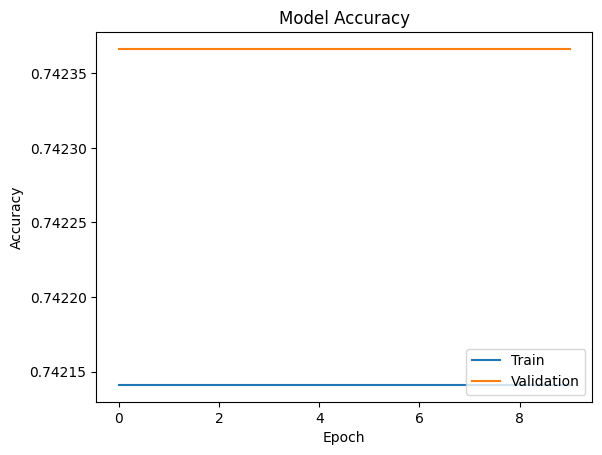 Model Accuracy
Accuracy
0.74235
0.74230
0.74225
0.74220
0.74215
0
2
4
6
8
Epoch
Train
Validation